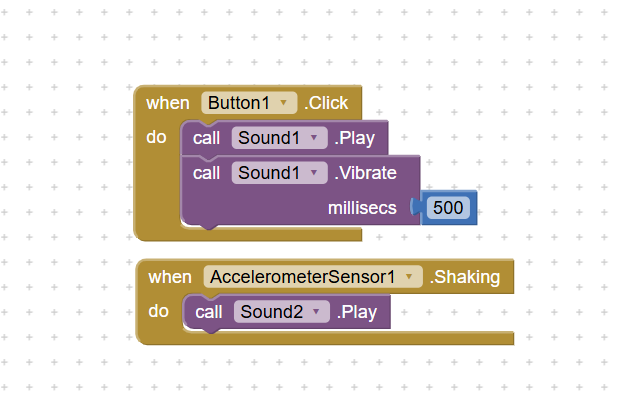 when Button1 .Click
do call Sound1 .Play
call Sound1 .Vibrate
millisecs 500
when AccelerometerSensor1 .Shaking
do call Sound2 .Play